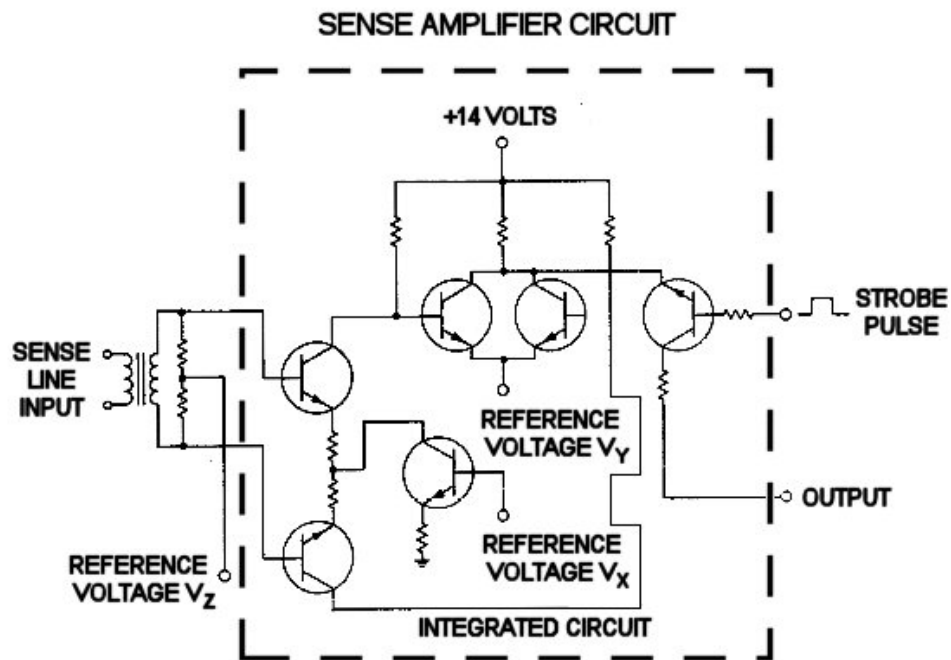 SENSE AMPLIFIER CIRCUIT
+14 VOLTS
STROBE
PULSE
SENSE
LINE
INPUT
REFERENCE
VOLTAGE VY
OUTPUT
REFERENCE
VOLTAGE VX
REFERENCE
VOLTAGE VZ
INTEGRATED CIRCUIT